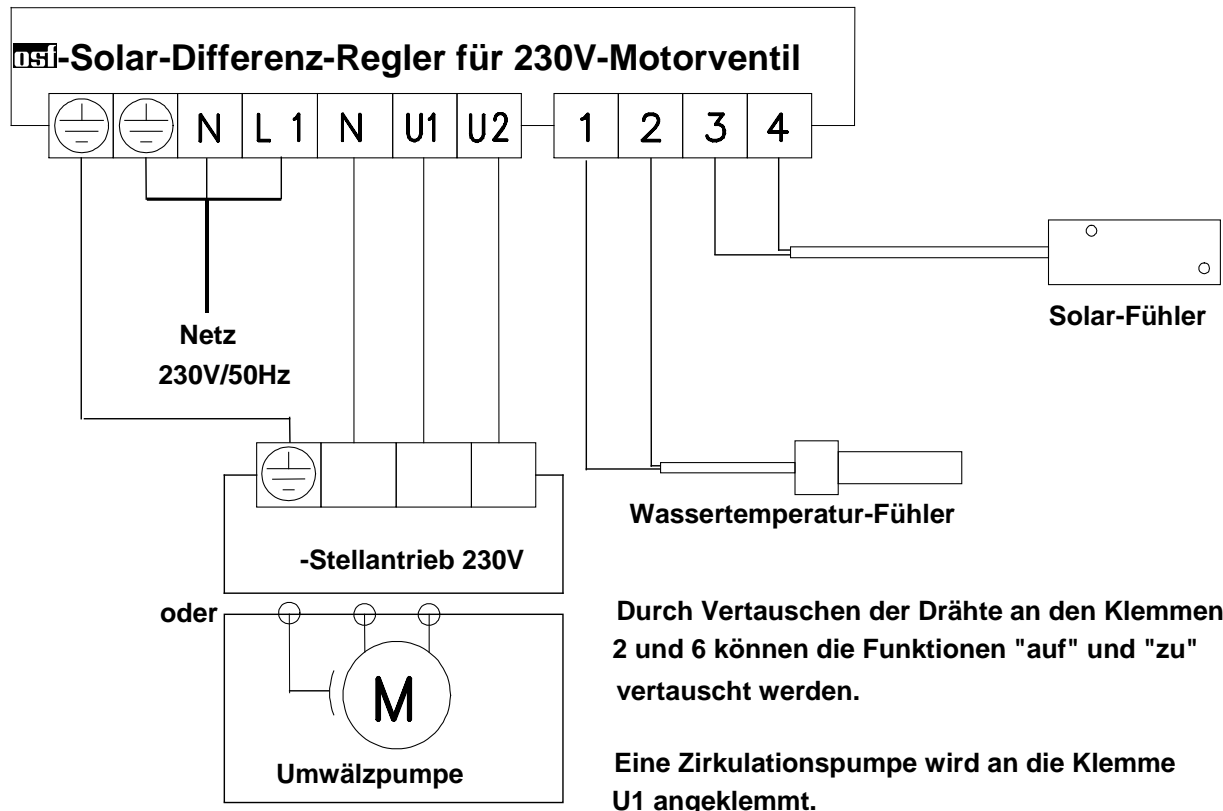 osf-Solar-Differenz-Regler für 230V-Motorventil
N L 1 N U1 U2 1 2 3 4
Solar-Fühler
Netz
230V/50Hz
Wassertemperatur-Fühler
-Stellantrieb 230V
oder
M
Umwälzpumpe
Durch Vertauschen der Drähte an den Klemmen
2 und 6 können die Funktionen "auf" und "zu"
vertauscht werden.
Eine Zirkulationspumpe wird an die Klemme
U1 angeklemmt.